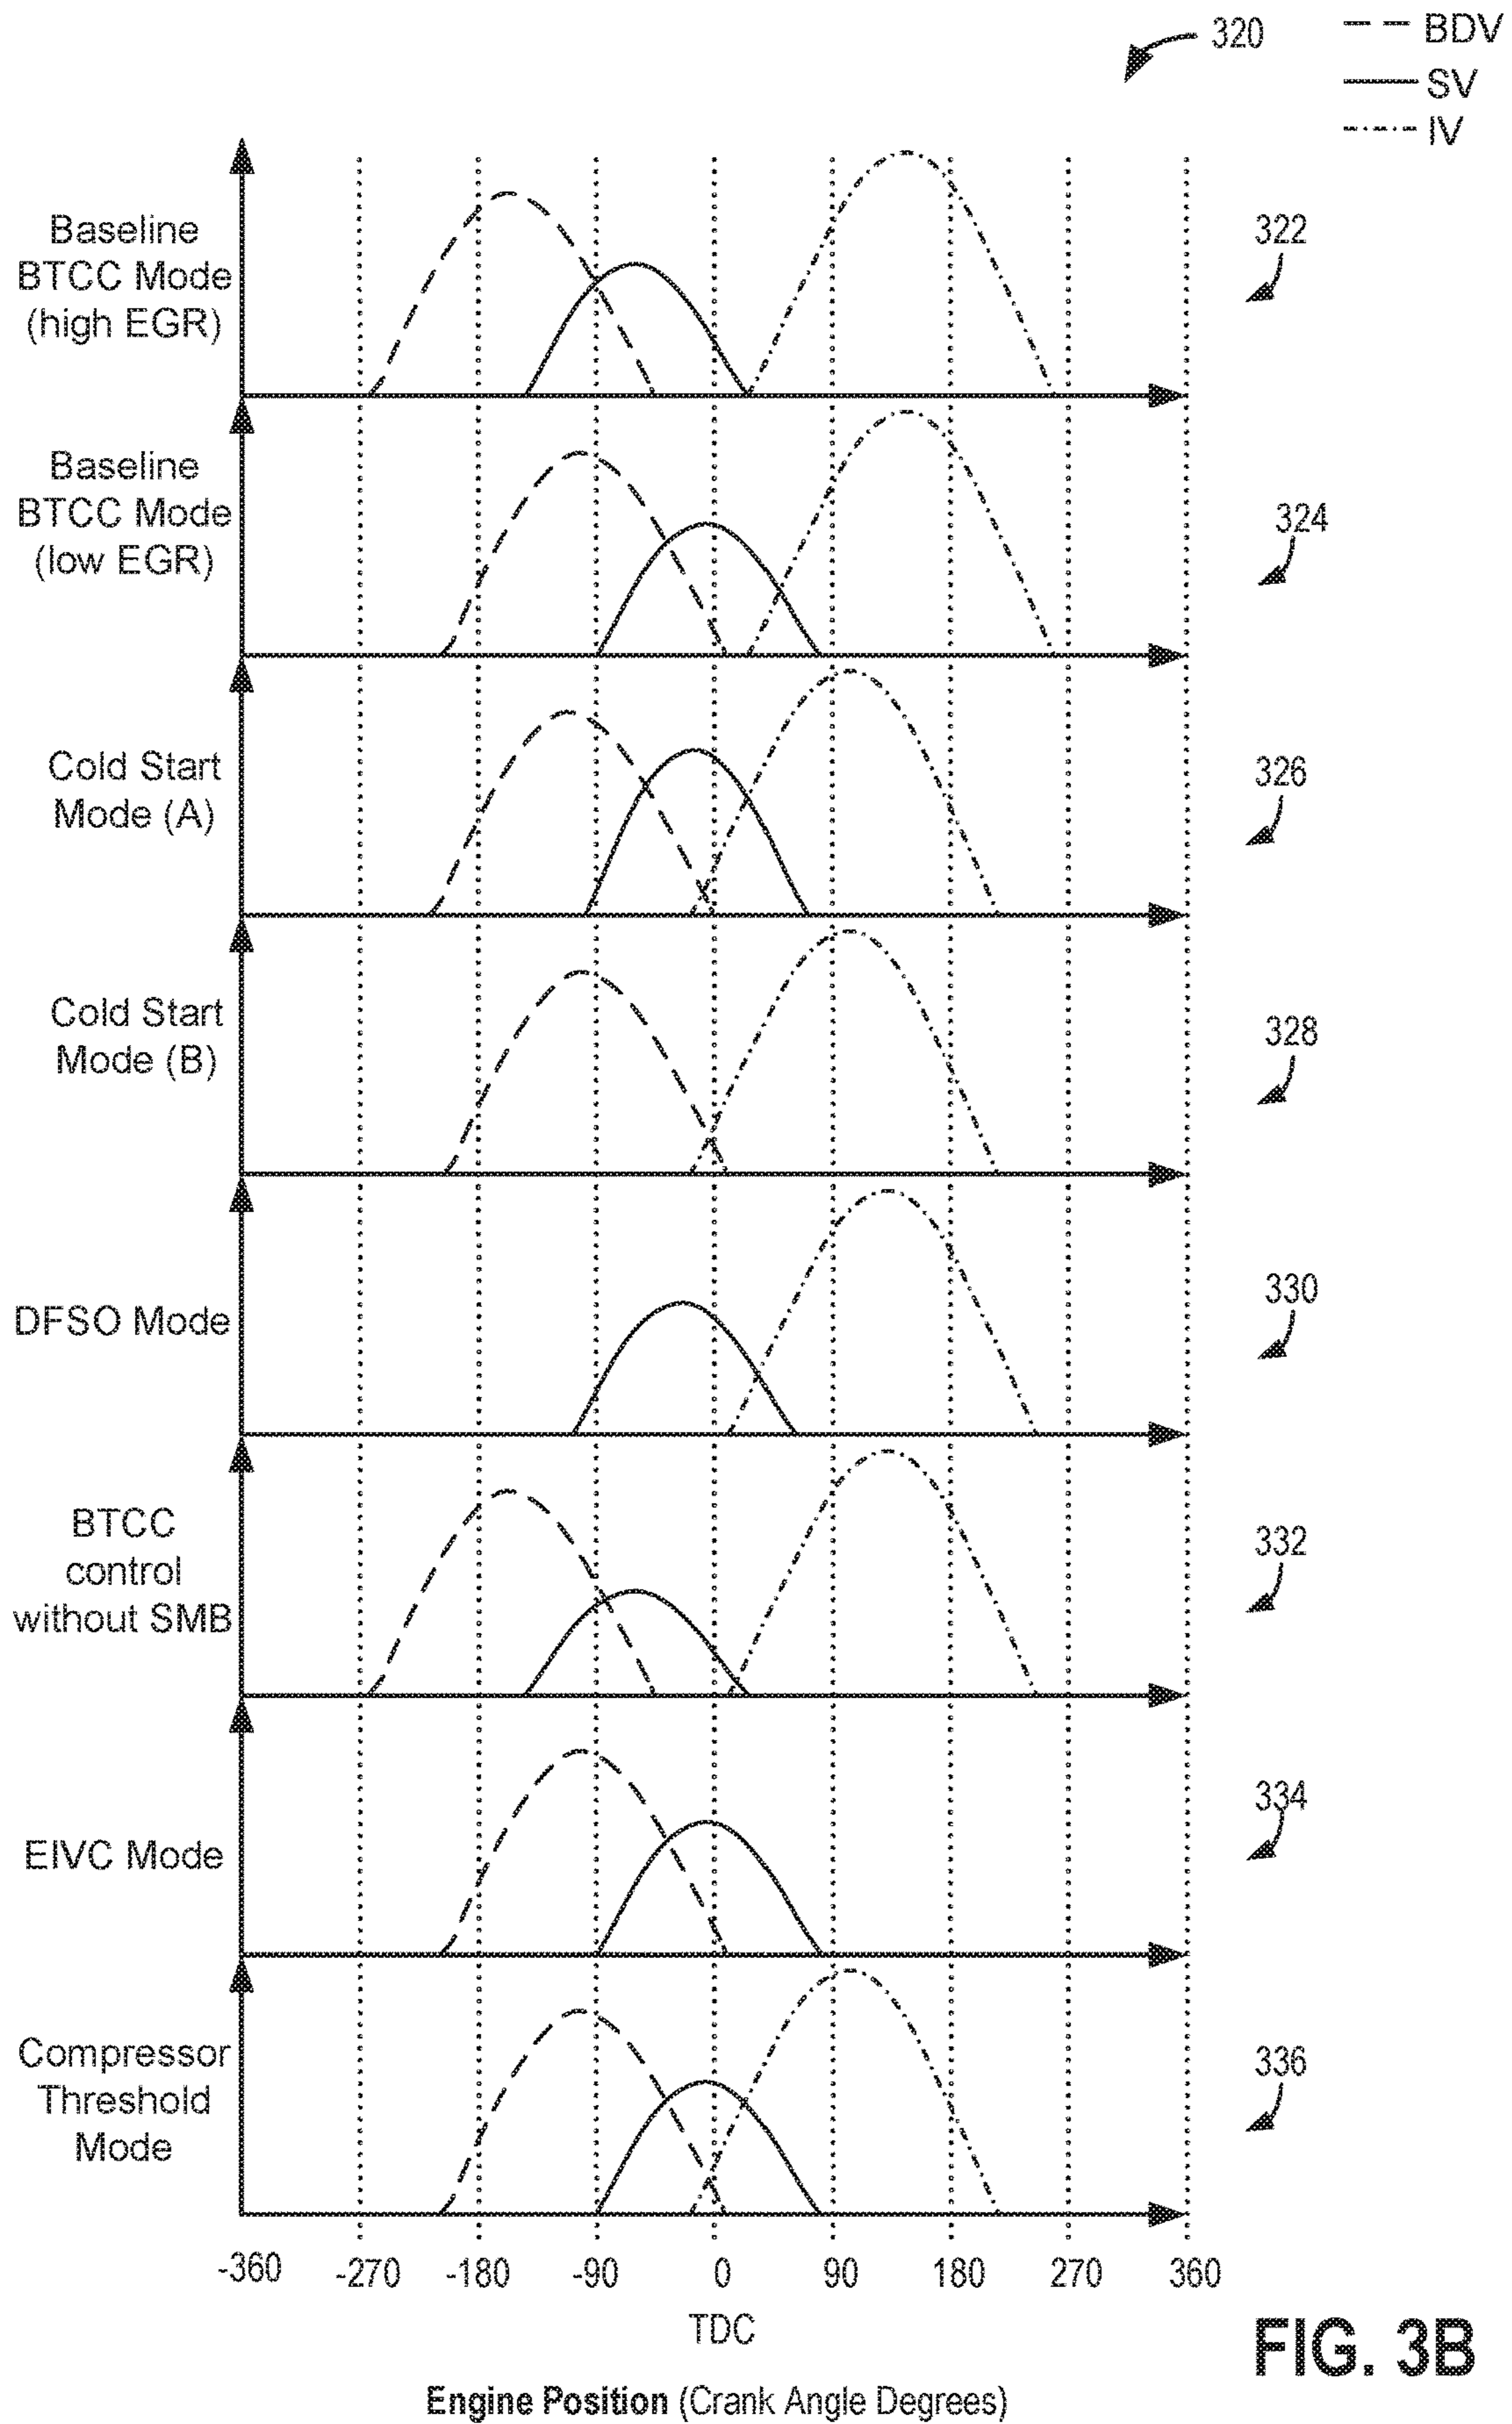 320
BDV
SV
IV
Baseline
BTCC Mode
(high EGR)
322
Baseline
BTCC Mode
(low EGR)
324
Cold Start
Mode (A)
326
Cold Start
Mode (B)
328
DFSO Mode
330
BTCC
control
without SMB
332
EIVC Mode
334
Compressor
Threshold
Mode
336
-360 -270 -180 -90 0 90 180 270 360
TDC
Engine Position (Crank Angle Degrees)
FIG. 3B